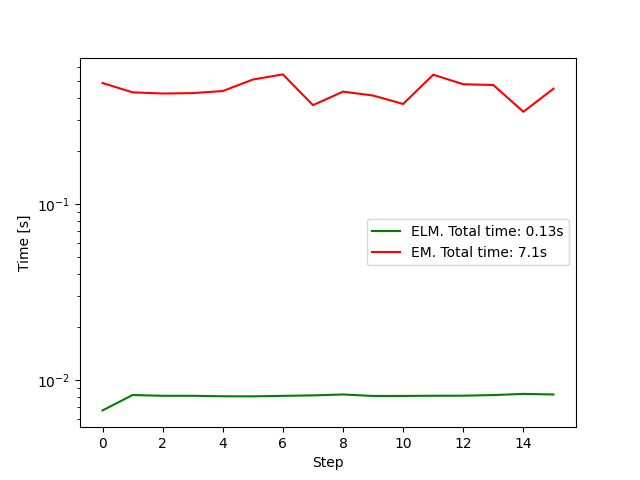 Time [s]
10⁻¹
10⁻²
ELM. Total time: 0.13s
EM. Total time: 7.1s
0 2 4 6 8 10 12 14
Step